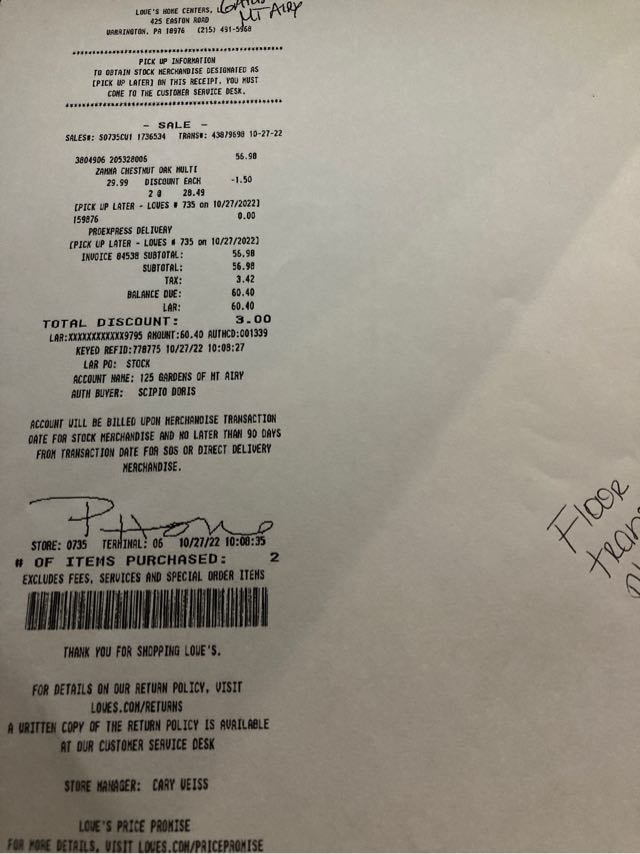 LOWE'S HOME CENTERS,
MT AIRY
425 EASTON ROAD
WARRINGTON, PA 18976 (215) 491-5968
**********************************************
PICK UP INFORMATION
TO OBTAIN STOCK MERCHANDISE DESIGNATED AS
[PICK UP LATER] ON THIS RECEIPT, YOU MUST
COME TO THE CUSTOMER SERVICE DESK.
**********************************************
- SALE -
SALES#: S0735CW1 1736534 TRANS#: 43879698 10-27-22
3804906 205328006 56.98
ZAMMA CHESTNUT OAK MULTI
29.99 DISCOUNT EACH -1.50
2 @ 28.49
[PICK UP LATER - LOWES # 735 on 10/27/2022]
159876 0.00
PROEXPRESS DELIVERY
[PICK UP LATER - LOWES # 735 on 10/27/2022]
INVOICE 84538 SUBTOTAL: 56.98
SUBTOTAL: 56.98
TAX: 3.42
BALANCE DUE: 60.40
LAR: 60.40
TOTAL DISCOUNT: 3.00
LAR:XXXXXXXXXXXX9795 AMOUNT:60.40 AUTHCD:001339
KEYED REFID:778775 10/27/22 10:08:27
LAR PO: STOCK
ACCOUNT NAME: 125 GARDENS OF MT AIRY
AUTH BUYER: SCIPIO DORIS
ACCOUNT WILL BE BILLED UPON MERCHANDISE TRANSACTION
DATE FOR STOCK MERCHANDISE AND NO LATER THAN 90 DAYS
FROM TRANSACTION DATE FOR SOS OR DIRECT DELIVERY
MERCHANDISE.
PHone
STORE: 0735 TERMINAL: 06 10/27/22 10:08:35
# OF ITEMS PURCHASED: 2
EXCLUDES FEES, SERVICES AND SPECIAL ORDER ITEMS
THANK YOU FOR SHOPPING LOWE'S.
FOR DETAILS ON OUR RETURN POLICY, VISIT
LOWES.COM/RETURNS
A WRITTEN COPY OF THE RETURN POLICY IS AVAILABLE
AT OUR CUSTOMER SERVICE DESK
STORE MANAGER: CARY WEISS
LOWE'S PRICE PROMISE
FOR MORE DETAILS, VISIT LOWES.COM/PRICEPROMISE
FlooR